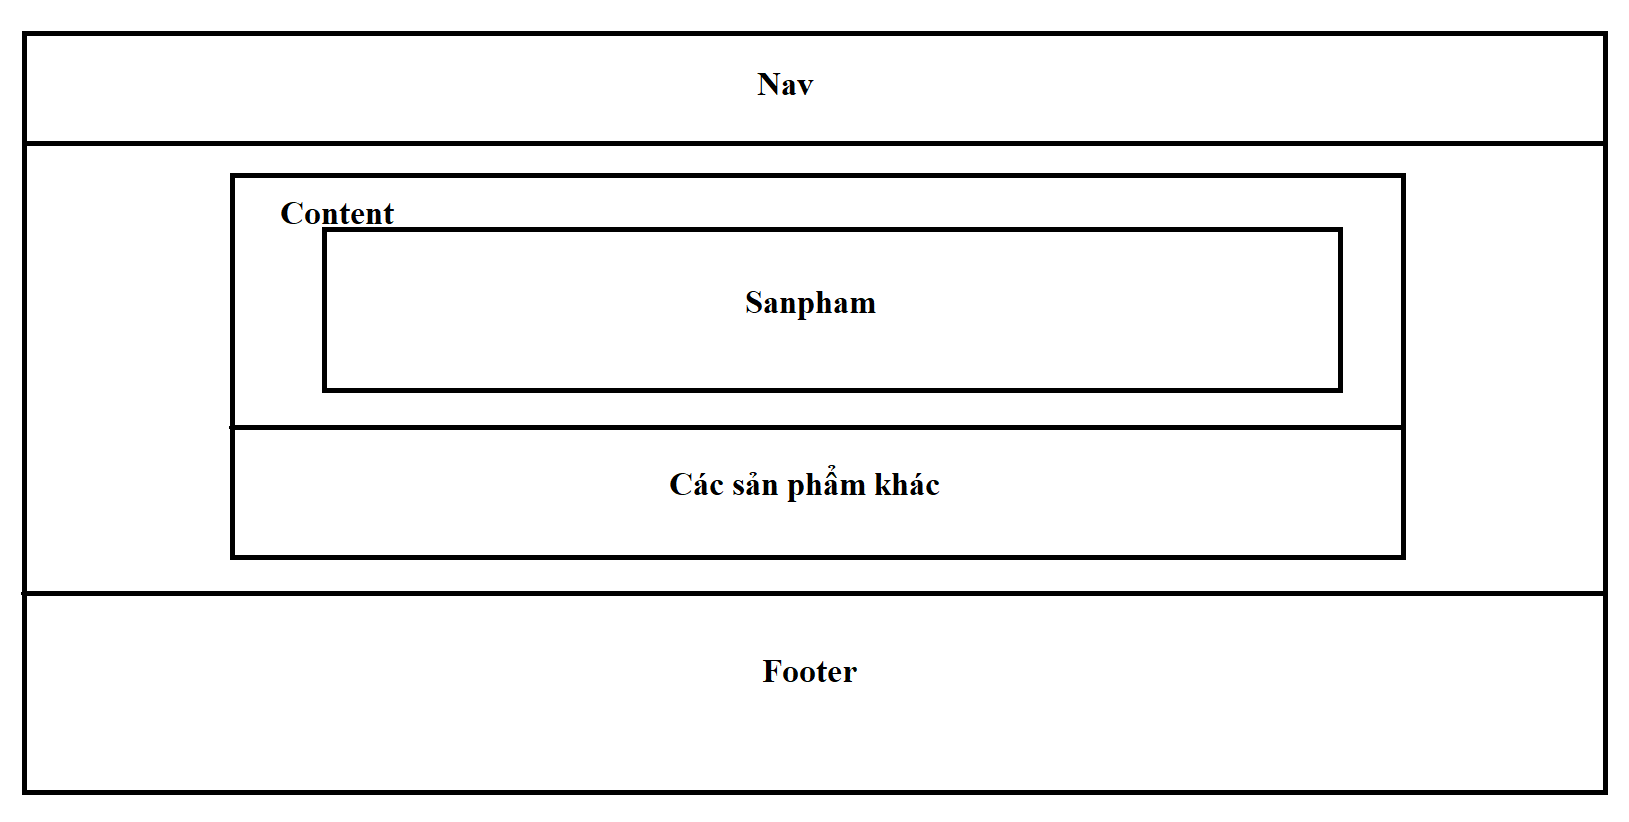 Nav
Content
Sanpham
Các sản phẩm khác
Footer